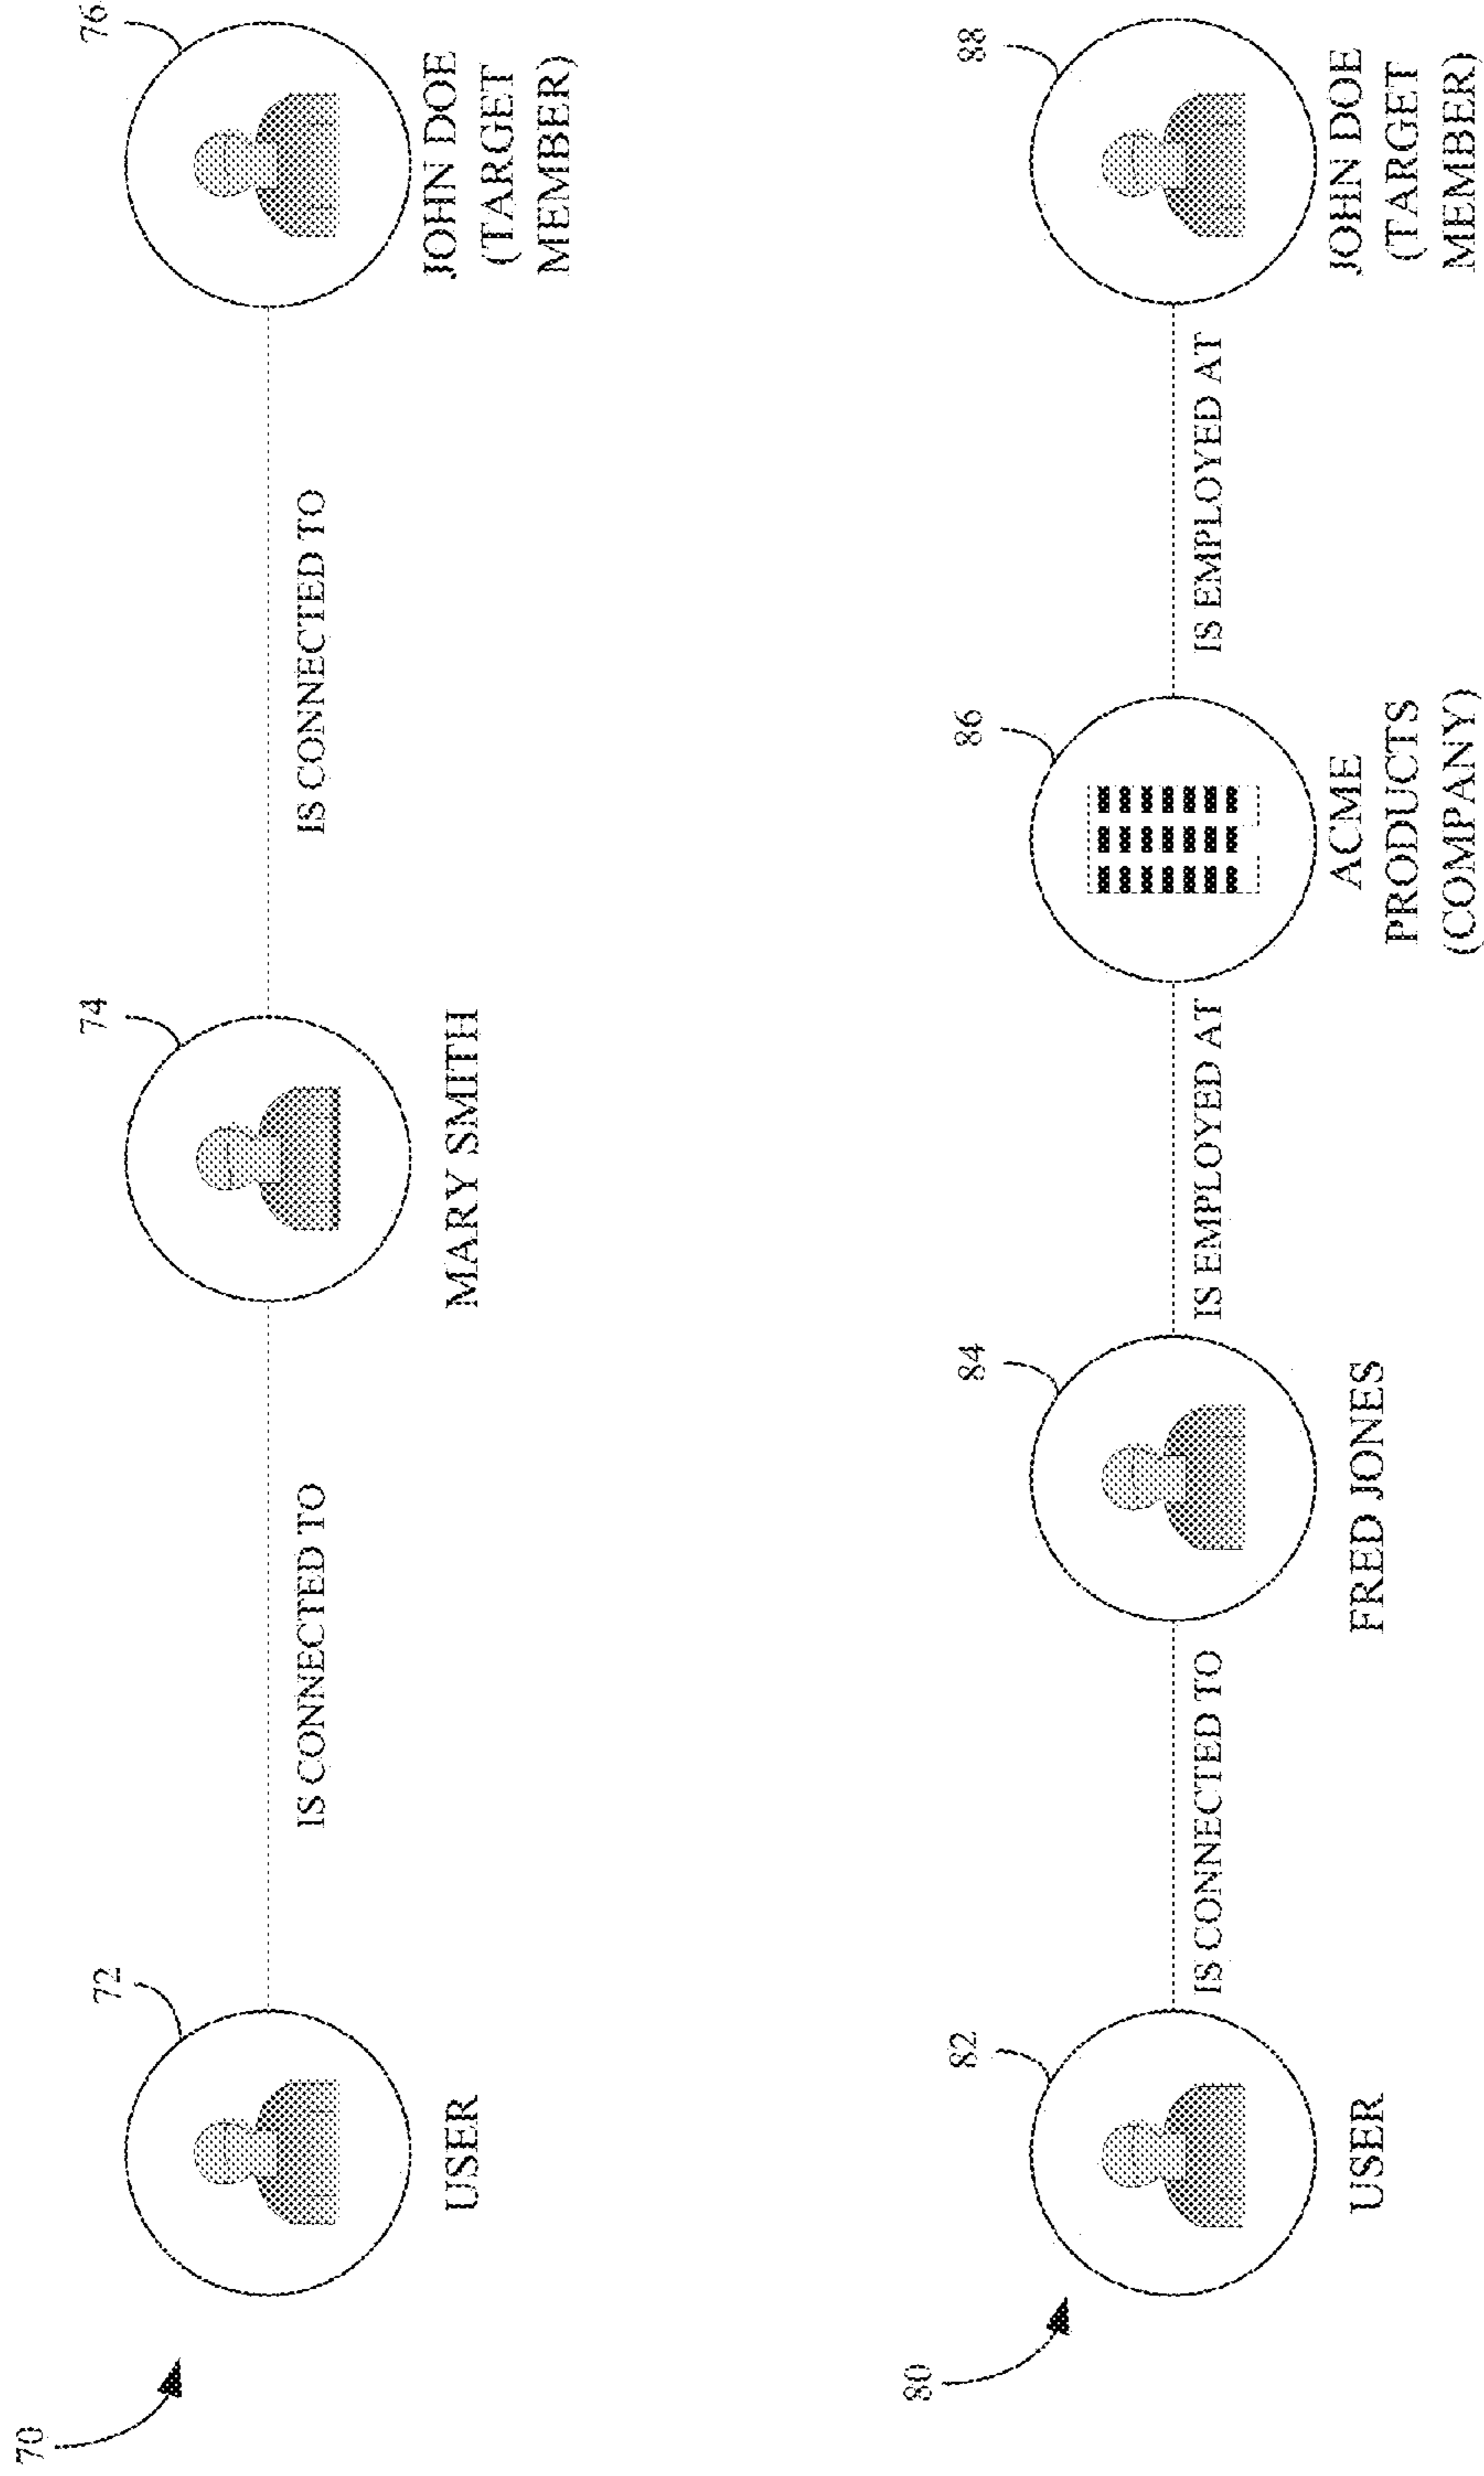 70
72
USER
IS CONNECTED TO
74
MARY SMITH
IS CONNECTED TO
76
JOHN DOE
(TARGET
MEMBER)
80
82
USER
IS CONNECTED TO
84
FRED JONES
IS EMPLOYED AT
86
ACME
PRODUCTS
(COMPANY)
IS EMPLOYED AT
88
JOHN DOE
(TARGET
MEMBER)